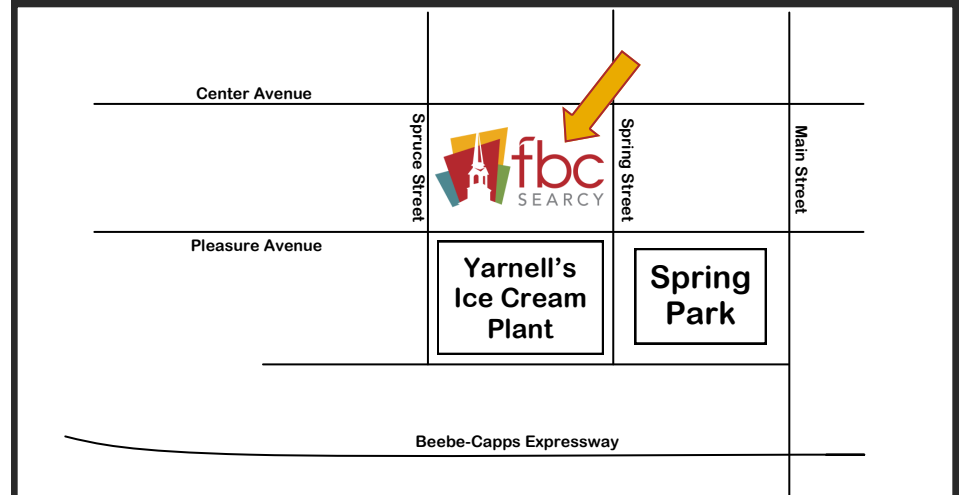 Center Avenue
Spruce Street
fbc
SEARCY
Spring Street
Main Street
Pleasure Avenue
Yarnell's
Ice Cream
Plant
Spring
Park
Beebe-Capps Expressway